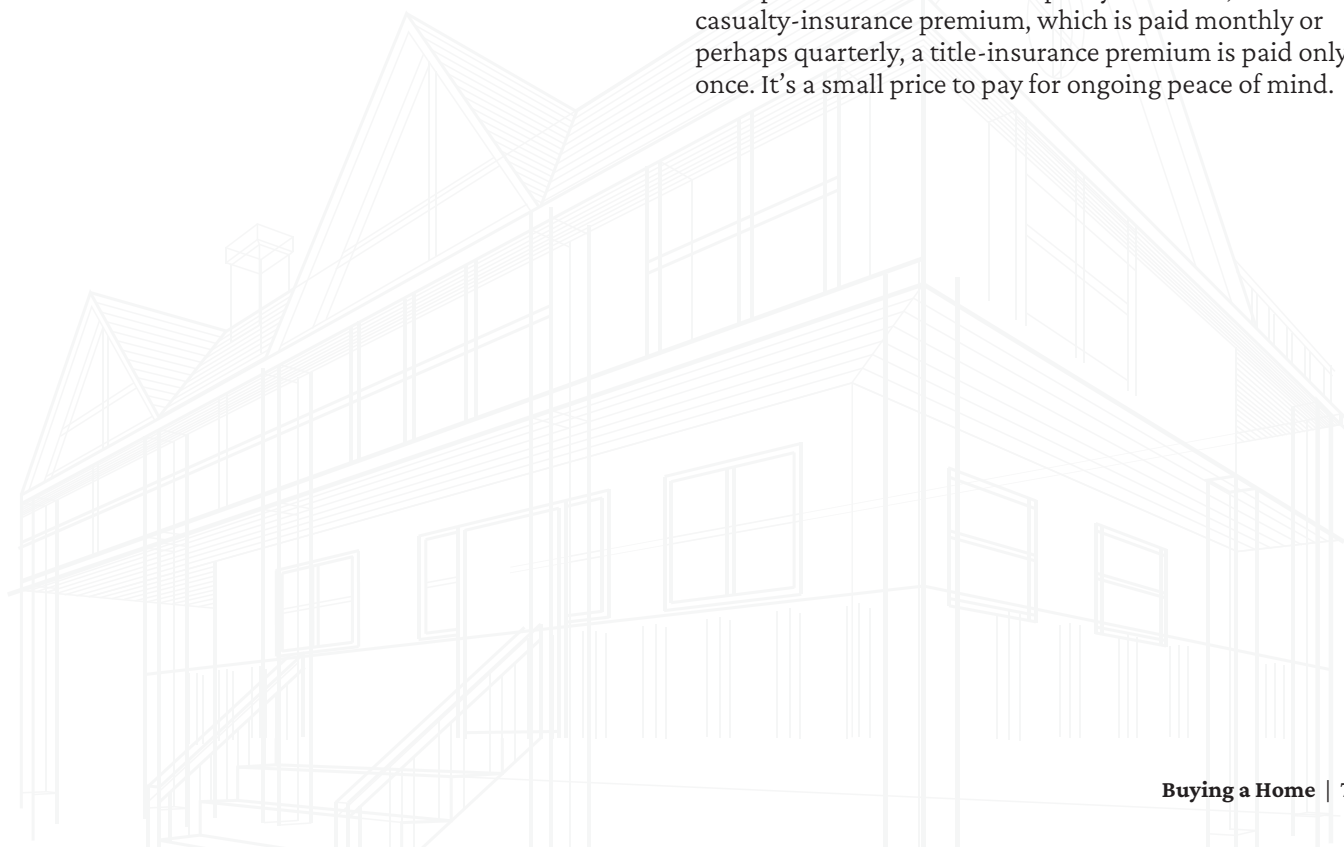 casualty-insurance premium, which is paid monthly or
perhaps quarterly, a title-insurance premium is paid only
once. It’s a small price to pay for ongoing peace of mind.
Buying a Home |